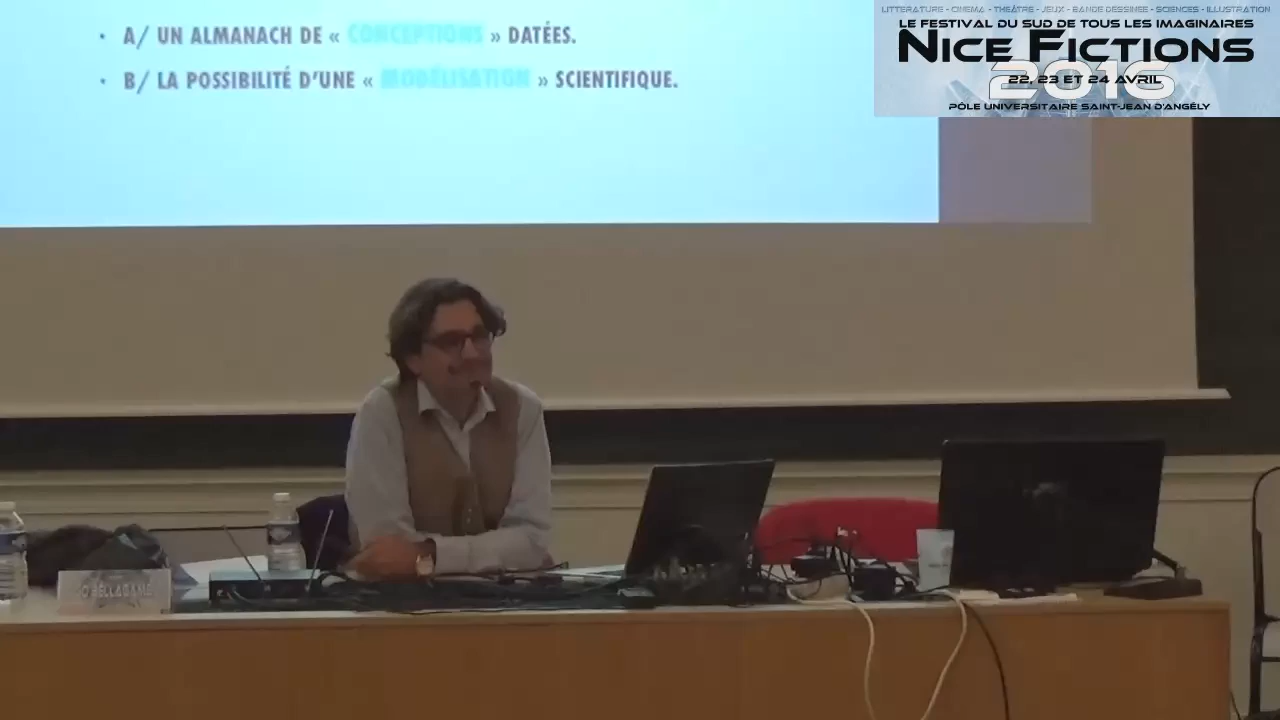 • A/ UN ALMANACH DE « CONCEPTIONS » DATÉES.
• B/ LA POSSIBILITÉ D'UNE « MODÉLISATION » SCIENTIFIQUE.
LITTÉRATURE - CINÉMA - THÉÂTRE - JEUX - BANDE DESSINÉE - SCIENCES - ILLUSTRATION
LE FESTIVAL DU SUD DE TOUS LES IMAGINAIRES
NICE FICTIONS
2016
22, 23 ET 24 AVRIL
PÔLE UNIVERSITAIRE SAINT-JEAN D'ANGÉLY